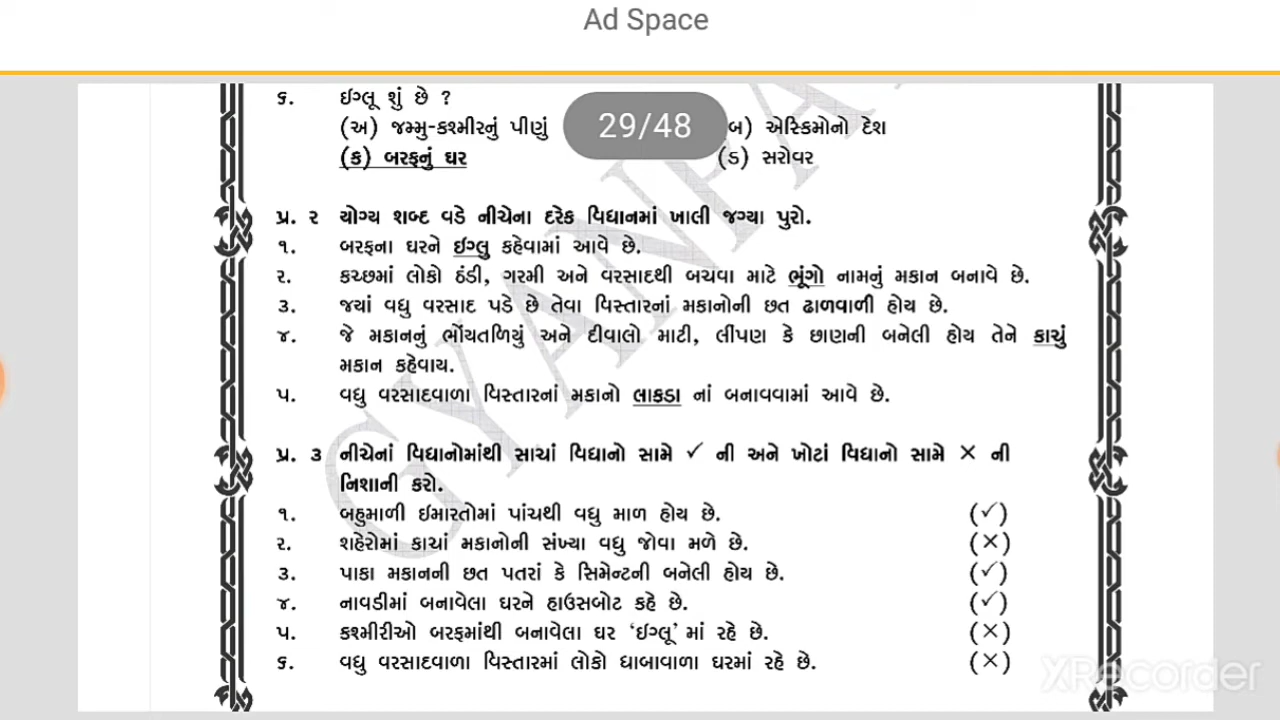 Ad Space
૬. ઈગ્લૂ શું છે ?
(અ) જમ્મુ-કશ્મીરનું પીણું 29/48 બ) એસ્કિમોનો દેશ
(ક) બરફનું ઘર (ડ) સરોવર
પ્ર. ૨ યોગ્ય શબ્દ વડે નીચેના દરેક વિધાનમાં ખાલી જગ્યા પુરો.
૧. બરફના ઘરને ઈગ્લુ કહેવામાં આવે છે.
૨. કચ્છમાં લોકો ઠંડી, ગરમી અને વરસાદથી બચવા માટે ભૂંગો નામનું મકાન બનાવે છે.
૩. જ્યાં વધુ વરસાદ પડે છે તેવા વિસ્તારનાં મકાનોની છત ઢાળવાળી હોય છે.
૪. જે મકાનનું ભોંયતળિયું અને દીવાલો માટી, લીંપણ કે છાણની બનેલી હોય તેને કાચું
મકાન કહેવાય.
૫. વધુ વરસાદવાળા વિસ્તારનાં મકાનો લાકડા નાં બનાવવામાં આવે છે.
પ્ર. ૩ નીચેનાં વિધાનોમાંથી સાચાં વિધાનો સામે ✓ ની અને ખોટાં વિધાનો સામે × ની
નિશાની કરો.
૧. બહુમાળી ઈમારતોમાં પાંચથી વધુ માળ હોય છે. (✓)
૨. શહેરોમાં કાચાં મકાનોની સંખ્યા વધુ જોવા મળે છે. (×)
૩. પાકા મકાનની છત પતરાં કે સિમેન્ટની બનેલી હોય છે. (✓)
૪. નાવડીમાં બનાવેલા ઘરને હાઉસબોટ કહે છે. (✓)
૫. કશ્મીરીઓ બરફમાંથી બનાવેલા ઘર ‘ઈગ્લૂ’ માં રહે છે. (×)
૬. વધુ વરસાદવાળા વિસ્તારમાં લોકો ધાબાવાળા ઘરમાં રહે છે. (×)
XRecorder